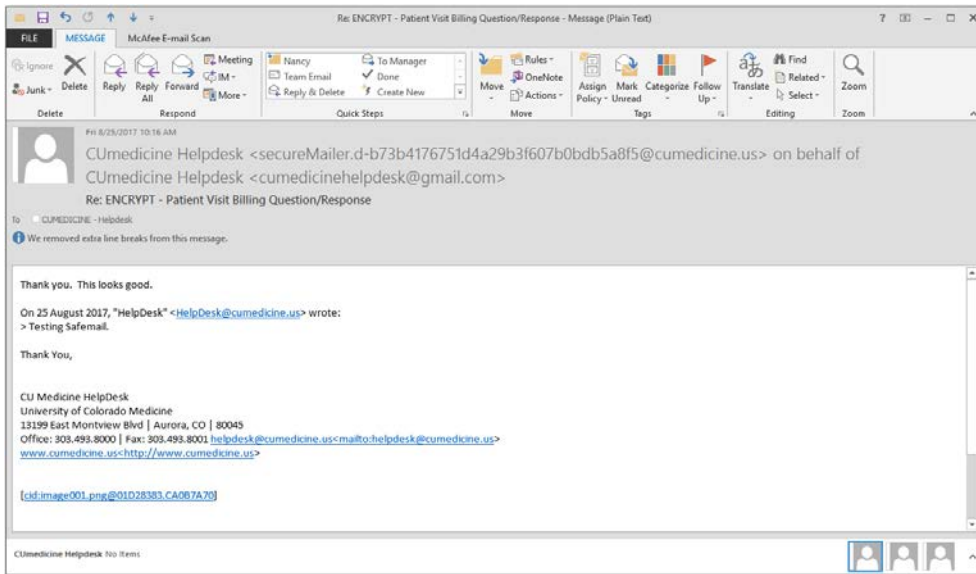 Re: ENCRYPT - Patient Visit Billing Question/Response - Message (Plain Text)
FILE MESSAGE McAfee E-mail Scan
Ignore
Junk
Delete
Reply
Reply All
Forward
Meeting
IM
More
Nancy
Team Email
Reply & Delete
To Manager
Done
Create New
Move
Rules
OneNote
Actions
Assign Policy
Mark Unread
Categorize
Follow Up
Translate
Find
Related
Select
Zoom
Delete Respond Quick Steps Move Tags Editing Zoom
Fri 8/25/2017 10:16 AM
CUmedicine Helpdesk <secureMailer.d-b73b4176751d4a29b3f607b0bdb5a8f5@cumedicine.us> on behalf of
CUmedicine Helpdesk <cumedicinehelpdesk@gmail.com>
Re: ENCRYPT - Patient Visit Billing Question/Response
To CUMEDICINE - Helpdesk
We removed extra line breaks from this message.
Thank you. This looks good.
On 25 August 2017, "HelpDesk" <HelpDesk@cumedicine.us> wrote:
> Testing Safemail.
Thank You,
CU Medicine HelpDesk
University of Colorado Medicine
13199 East Montview Blvd | Aurora, CO | 80045
Office: 303.493.8000 | Fax: 303.493.8001 helpdesk@cumedicine.us<mailto:helpdesk@cumedicine.us>
www.cumedicine.us<http://www.cumedicine.us>
[cid:image001.png@01D28383.CA0B7A70]
CUmedicine Helpdesk No Items